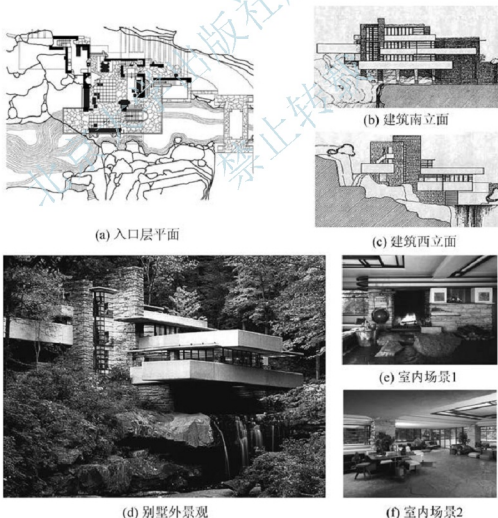 (a) 入口层平面
(b) 建筑南立面
(c) 建筑西立面
(d) 别墅外景观
(e) 室内场景1
(f) 室内场景2